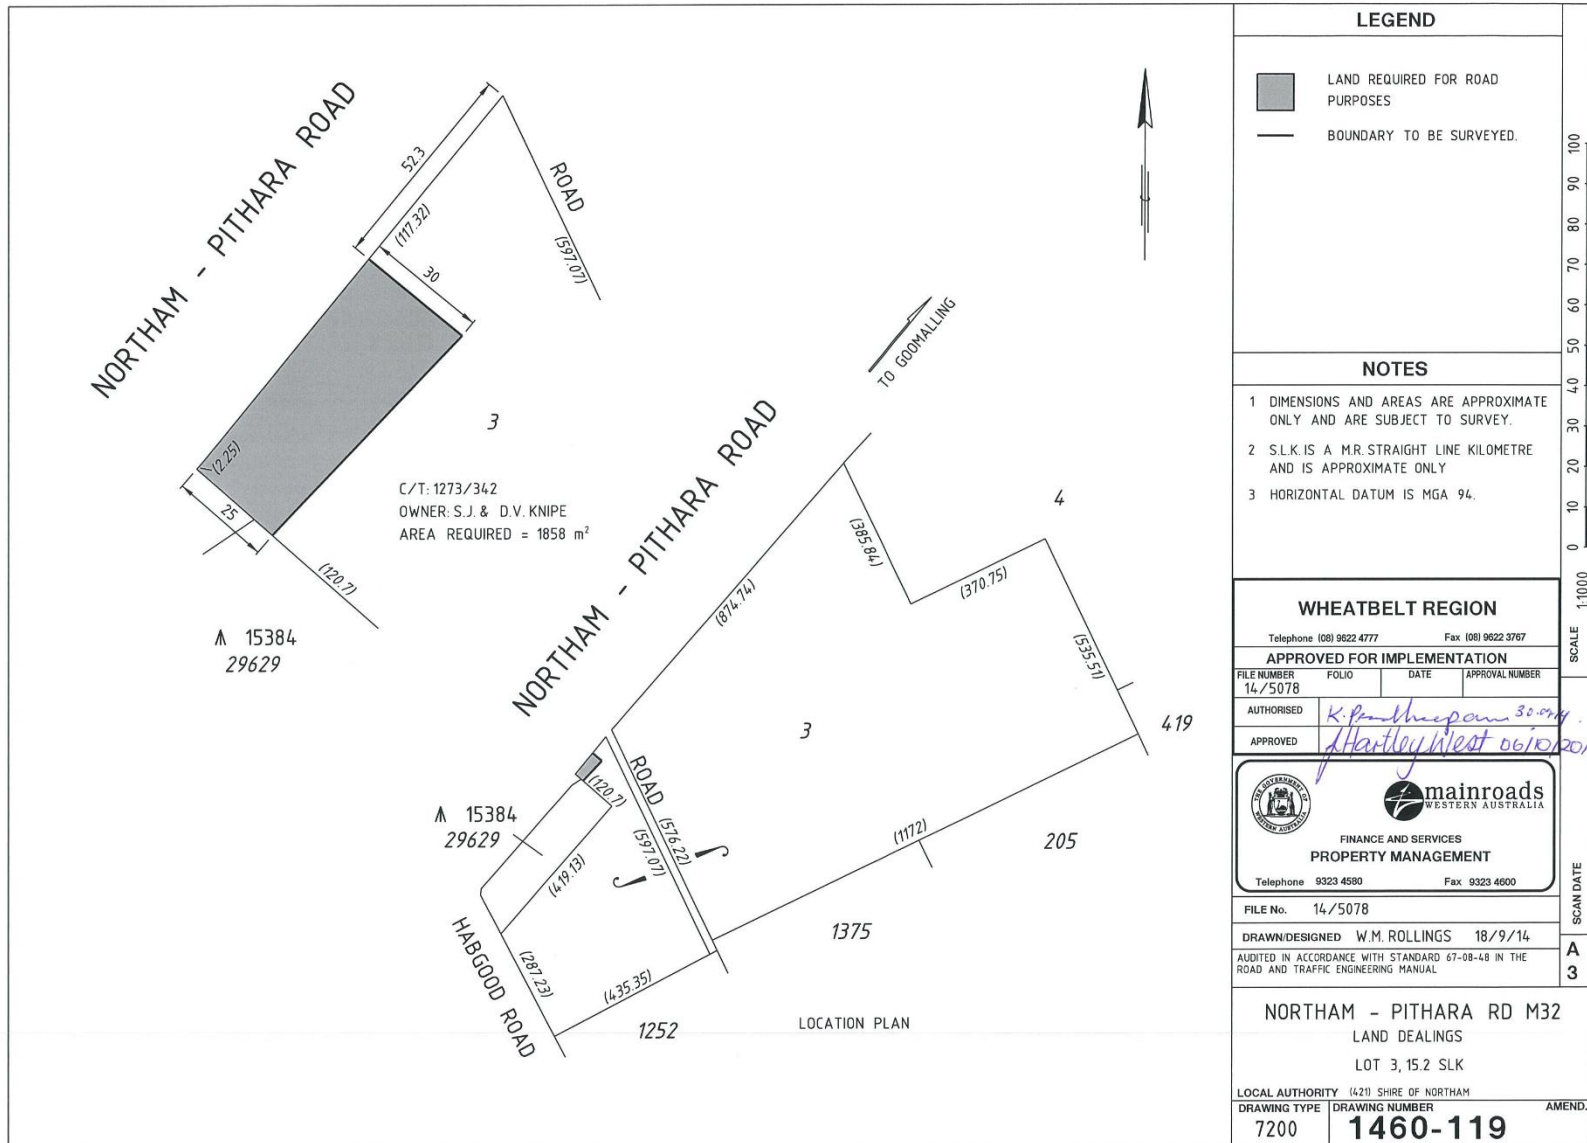 NORTHAM - PITHARA ROAD
52.3
(117.32)
ROAD
(597.07)
30
3
(2.25)
25
(120.7)
C/T: 1273/342
OWNER: S.J. & D.V. KNIPE
AREA REQUIRED = 1858 m²
15384
29629
TO GOOMALLING
NORTHAM - PITHARA ROAD
(874.74)
(385.84)
4
(370.75)
(535.51)
419
3
ROAD
(120.7)
(576.22)
(597.07)
15384
29629
(419.13)
(1172)
205
1375
HABGOOD ROAD
(287.23)
(435.35)
1252
LOCATION PLAN
LEGEND
LAND REQUIRED FOR ROAD
PURPOSES
BOUNDARY TO BE SURVEYED.
NOTES
1 DIMENSIONS AND AREAS ARE APPROXIMATE
ONLY AND ARE SUBJECT TO SURVEY.
2 S.L.K. IS A M.R. STRAIGHT LINE KILOMETRE
AND IS APPROXIMATE ONLY
3 HORIZONTAL DATUM IS MGA 94.
WHEATBELT REGION
Telephone (08) 9622 4777 Fax (08) 9622 3767
APPROVED FOR IMPLEMENTATION
FILE NUMBER FOLIO DATE APPROVAL NUMBER
14/5078
AUTHORISED
APPROVED HartleyWest 06/10/201
THE GOVERNMENT OF
WESTERN AUSTRALIA
mainroads
WESTERN AUSTRALIA
FINANCE AND SERVICES
PROPERTY MANAGEMENT
Telephone 9323 4580 Fax 9323 4600
FILE No. 14/5078
DRAWN/DESIGNED W.M. ROLLINGS 18/9/14
AUDITED IN ACCORDANCE WITH STANDARD 67-08-48 IN THE
ROAD AND TRAFFIC ENGINEERING MANUAL
NORTHAM - PITHARA RD M32
LAND DEALINGS
LOT 3, 15.2 SLK
LOCAL AUTHORITY (421) SHIRE OF NORTHAM
DRAWING TYPE DRAWING NUMBER AMEND.
7200 1460-119
SCALE 1:1000 0 10 20 30 40 50 60 70 80 90 100
SCAN DATE
A
3